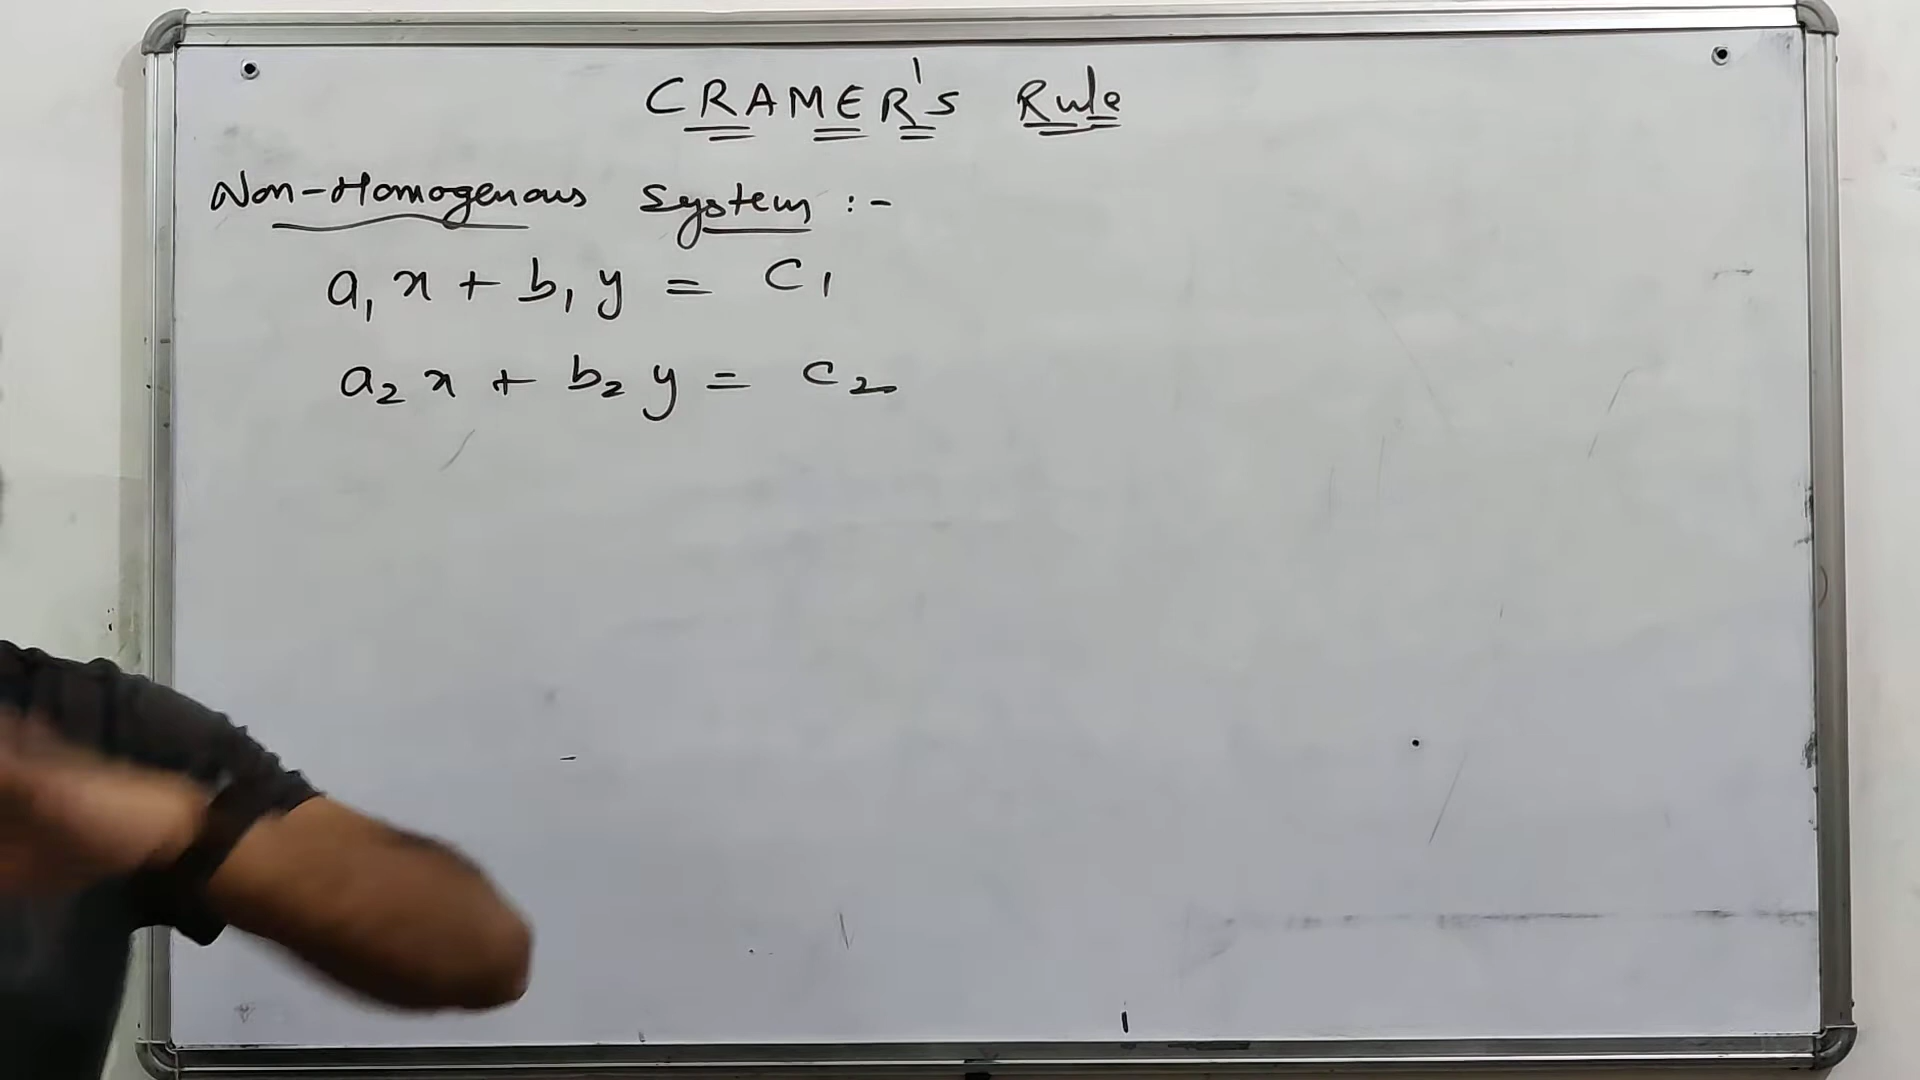 CRAMER'S Rule
Non-Homogenous System :-
a₁x + b₁y = C₁
a₂x + b₂y = C₂